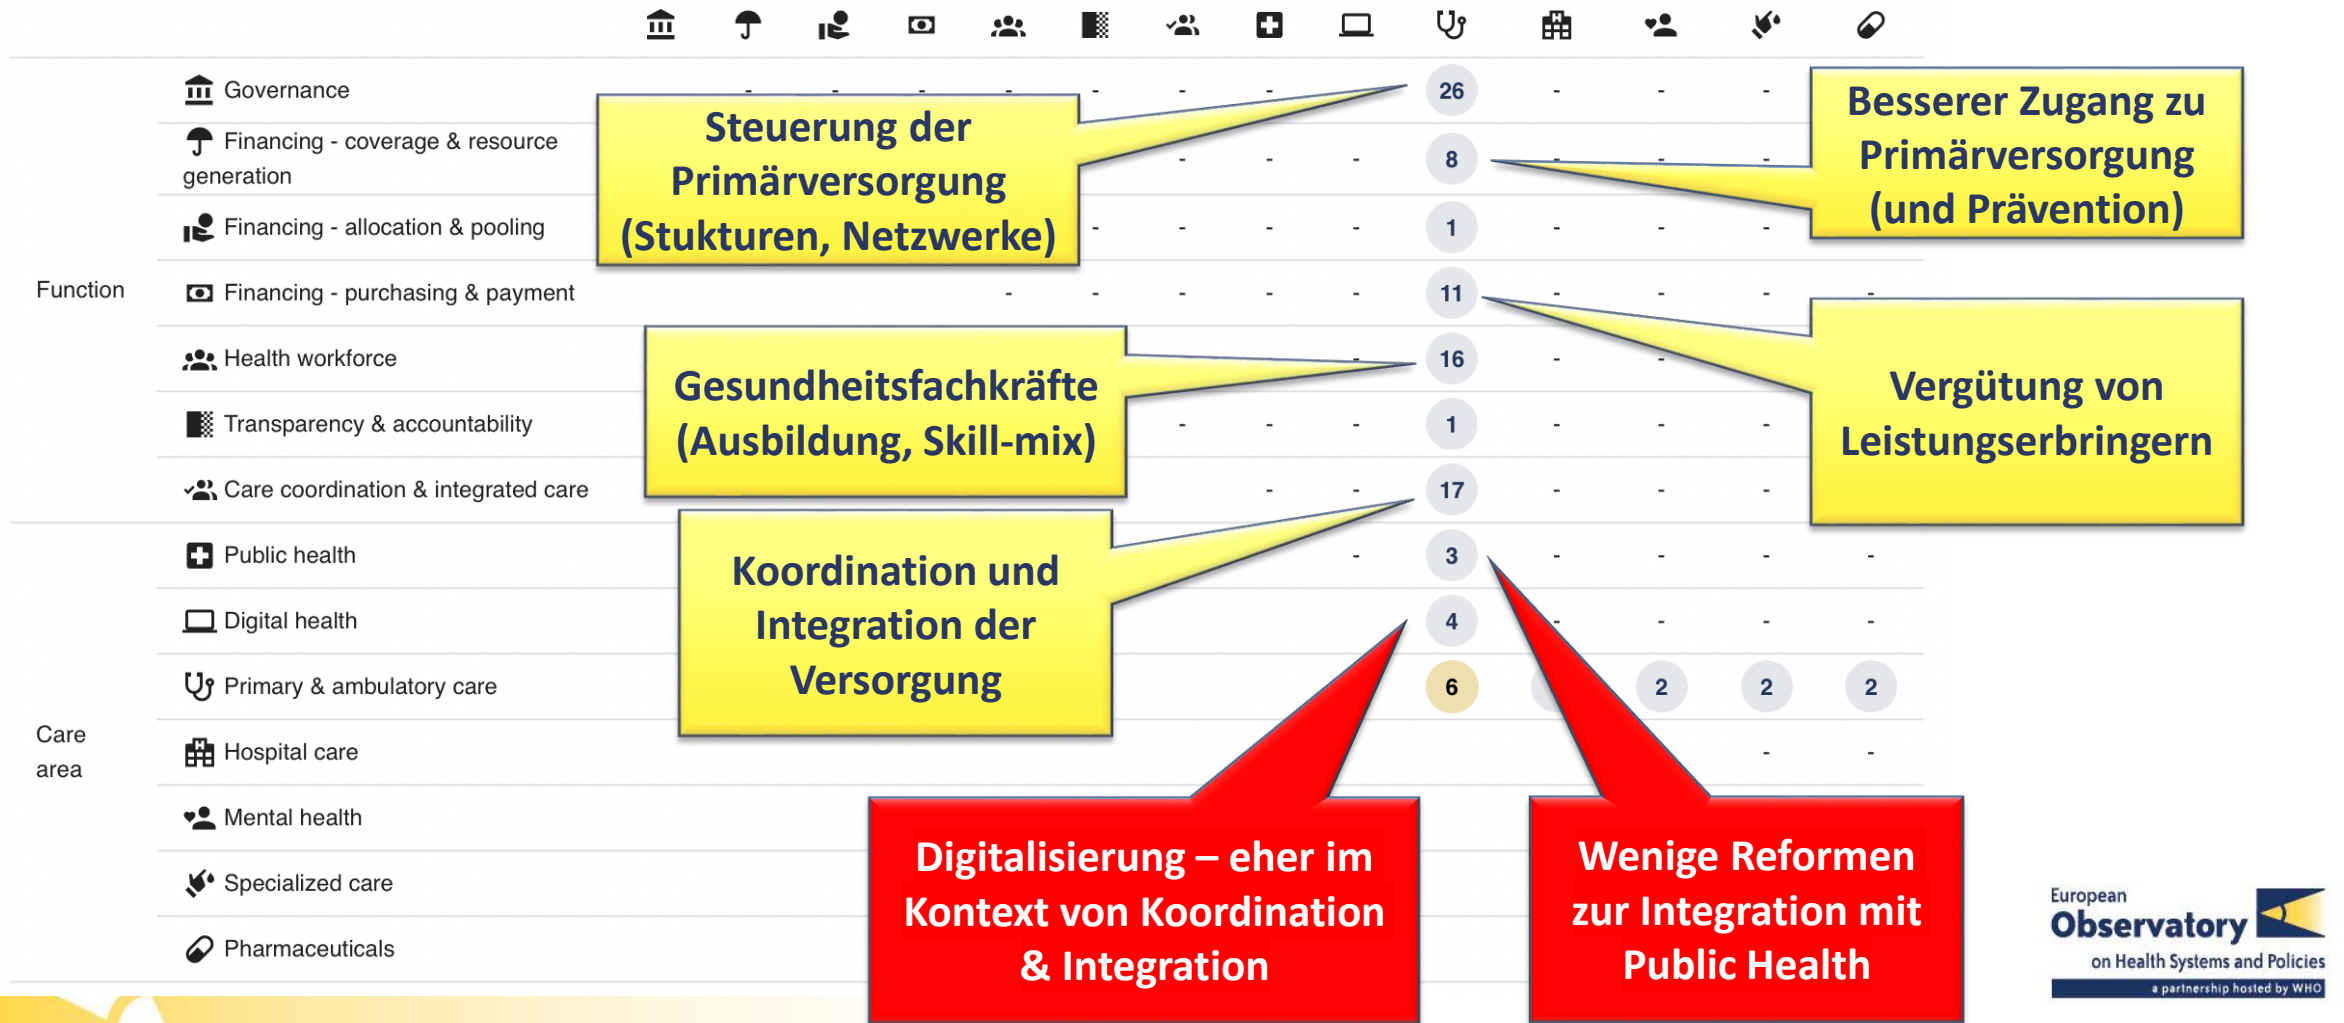 Governance - - - - - - - 26 - - -
Financing - coverage & resource
generation - - - 8 - - -
Financing - allocation & pooling - - - - 1 - - -
Function
Financing - purchasing & payment - - - - - 11 - - - -
Health workforce - 16 - -
Transparency & accountability - - - 1 - - -
Care coordination & integrated care - - 17 - - -
Public health - 3 - - - -
Digital health 4 - - - -
Primary & ambulatory care 6 2 2 2
Care
area
Hospital care - -
Mental health
Specialized care
Pharmaceuticals
Steuerung der
Primärversorgung
(Stukturen, Netzwerke)
Besserer Zugang zu
Primärversorgung
(und Prävention)
Gesundheitsfachkräfte
(Ausbildung, Skill-mix)
Vergütung von
Leistungserbringern
Koordination und
Integration der
Versorgung
Digitalisierung – eher im
Kontext von Koordination
& Integration
Wenige Reformen
zur Integration mit
Public Health
European
Observatory
on Health Systems and Policies
a partnership hosted by WHO